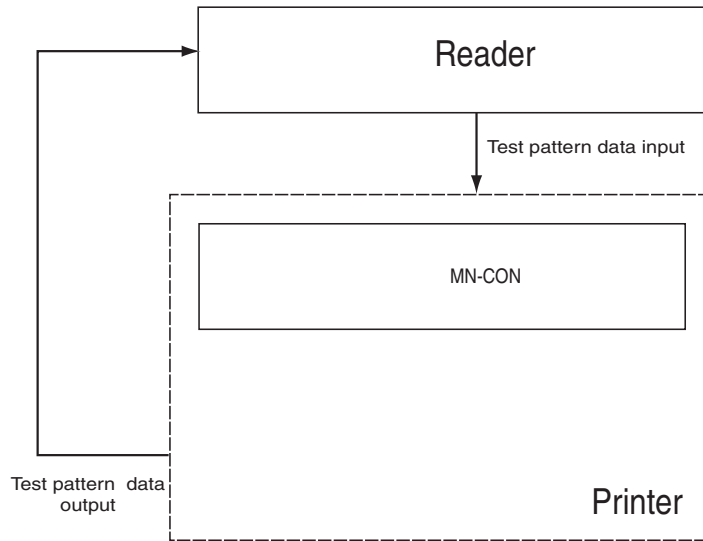 Reader
Test pattern data input
MN-CON
Test pattern data
output
Printer